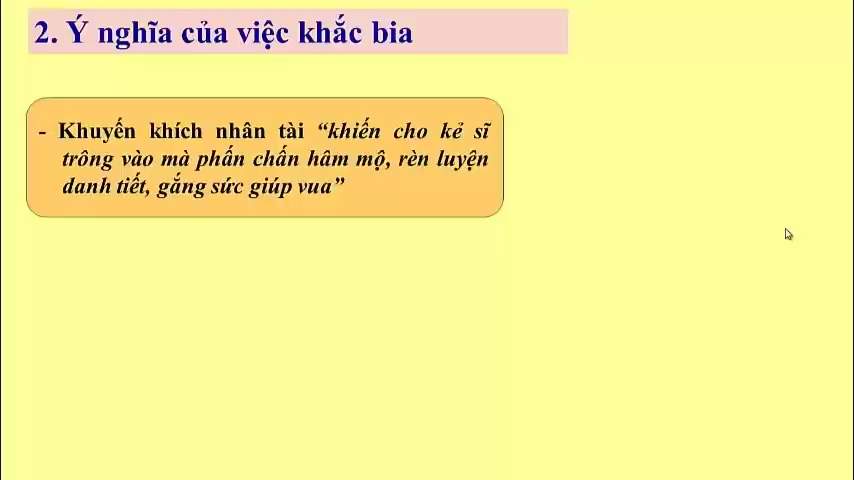 2. Ý nghĩa của việc khắc bia
- Khuyến khích nhân tài “khiến cho kẻ sĩ
trông vào mà phấn chấn hâm mộ, rèn luyện
danh tiết, gắng sức giúp vua”